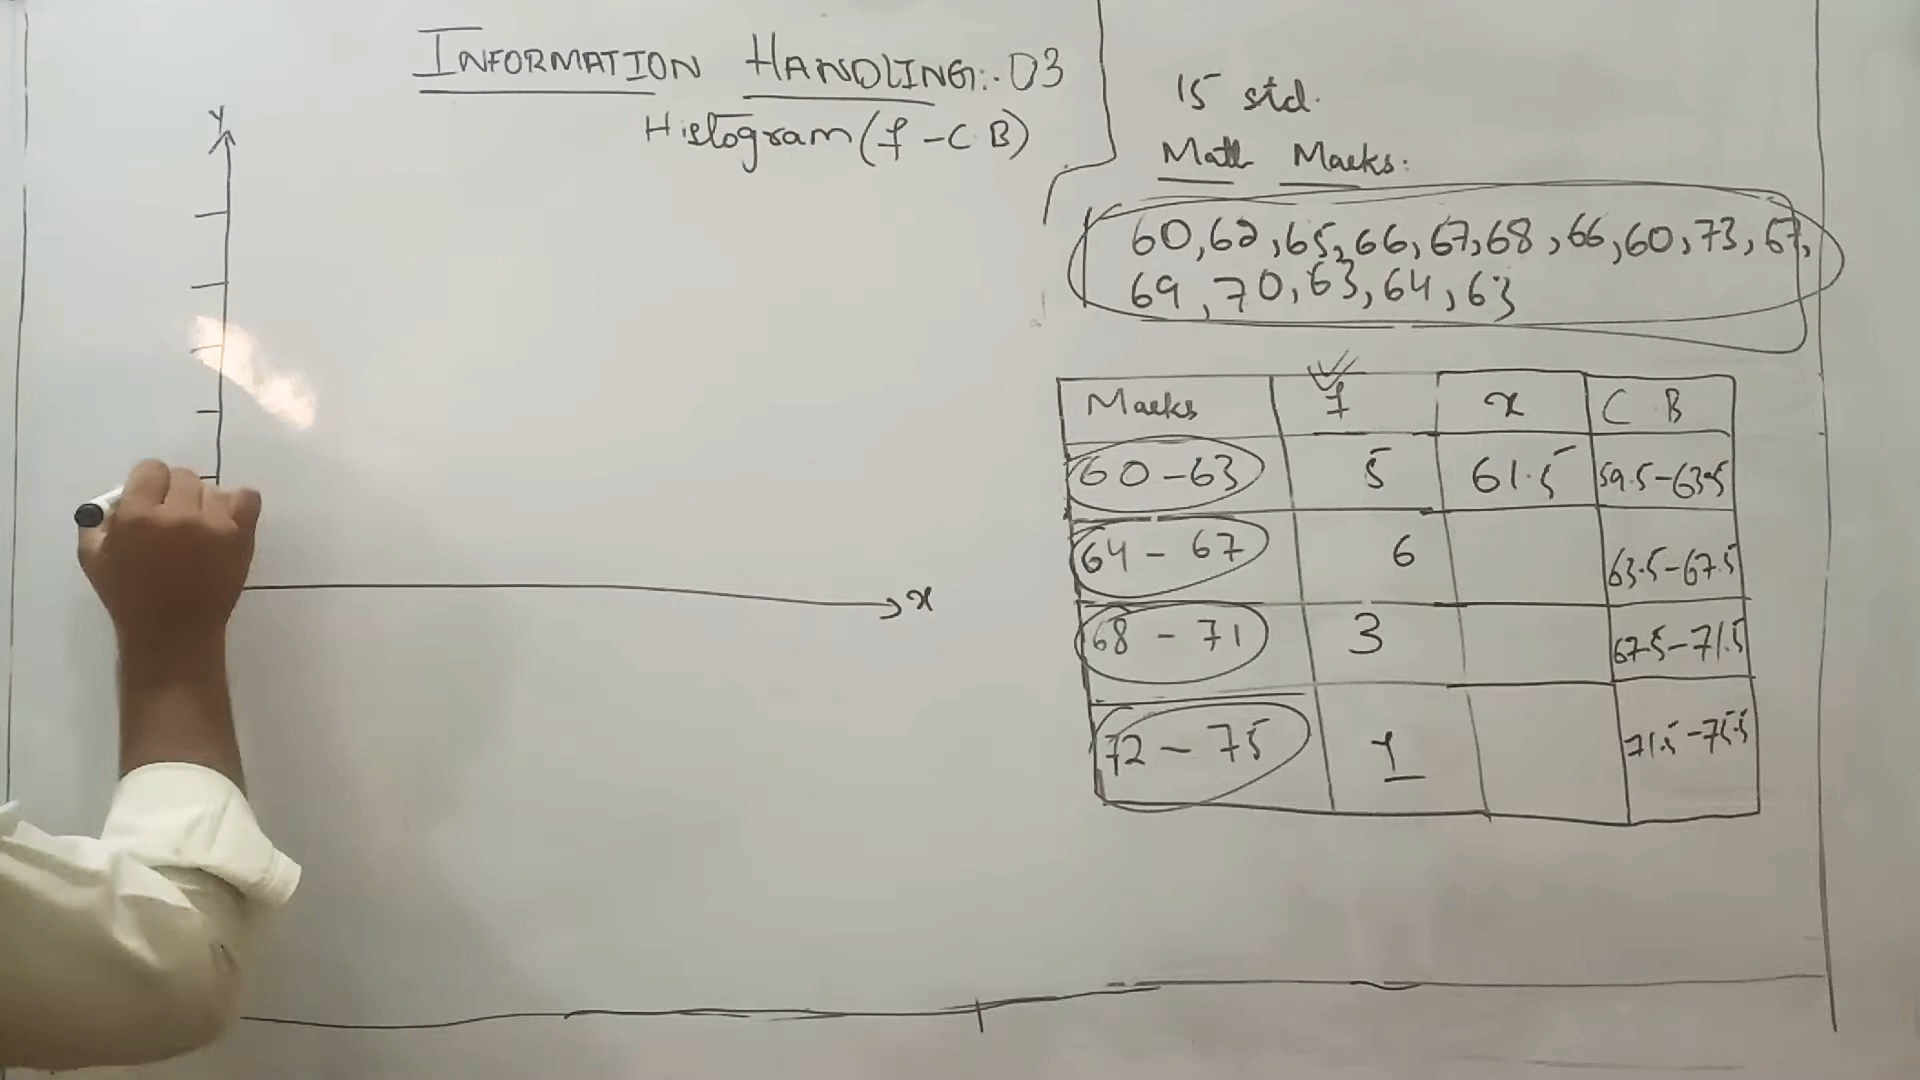 INFORMATION HANDLING:. 03
Histogram (f - C.B)
15 std.
Math Marks:
60, 62, 65, 66, 67, 68, 66, 60, 73, 67,
69, 70, 63, 64, 63
y
x
Marks f x C B
60-63 5 61.5 59.5-63.5
64-67 6 63.5-67.5
68-71 3 67.5-71.5
72-75 1 71.5-75.5